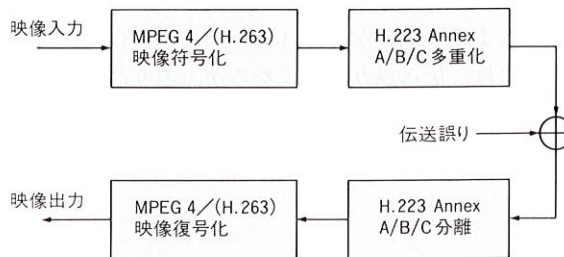 映像入力
MPEG 4／(H.263)
映像符号化
H.223 Annex
A/B/C 多重化
伝送誤り
映像出力
MPEG 4／(H.263)
映像復号化
H.223 Annex
A/B/C 分離